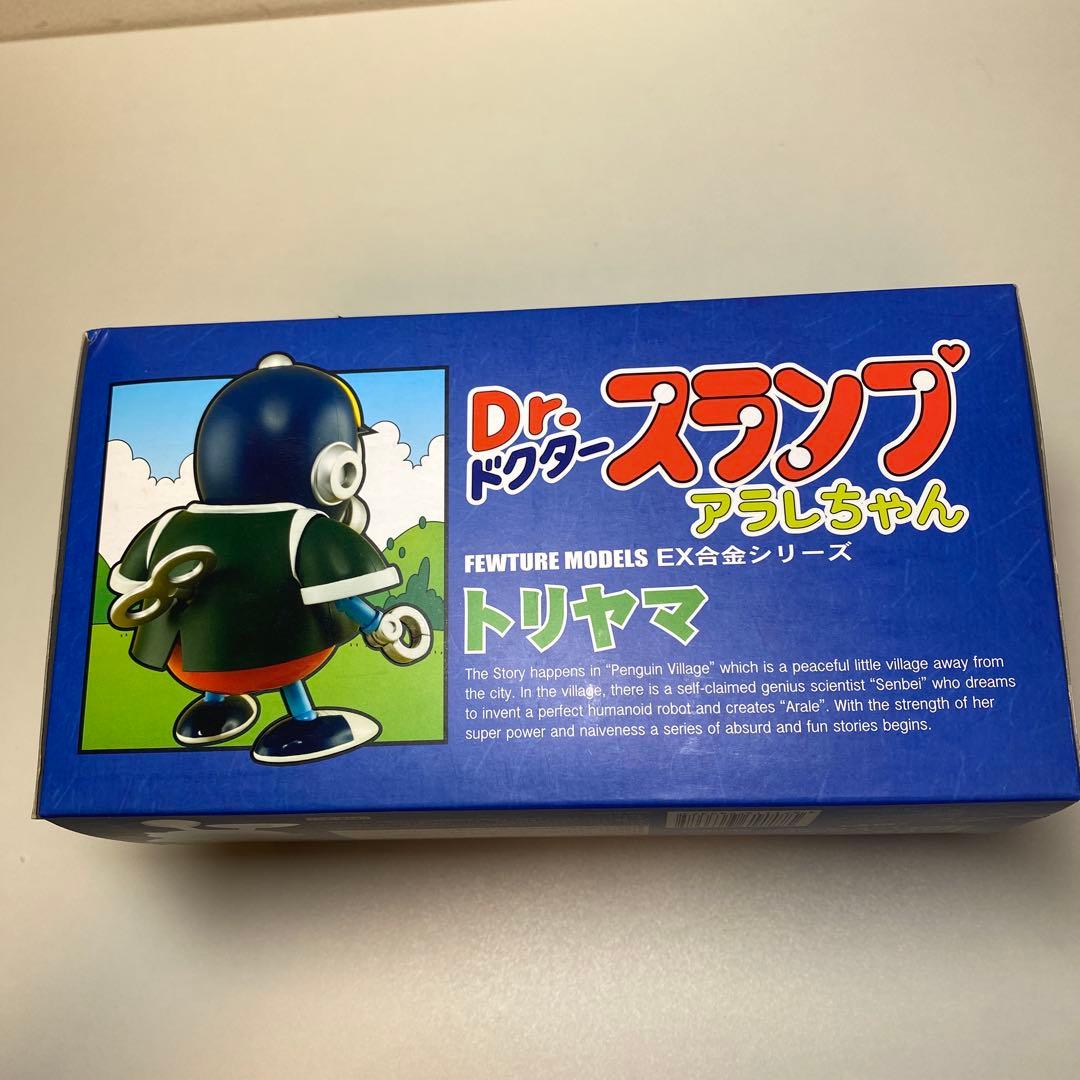 Dr.
ドクター
スランプ
アラレちゃん
FEWTURE MODELS EX合金シリーズ
トリヤマ
The Story happens in “Penguin Village” which is a peaceful little village away from
the city. In the village, there is a self-claimed genius scientist “Senbei” who dreams
to invent a perfect humanoid robot and creates “Arale”. With the strength of her
super power and naiveness a series of absurd and fun stories begins.